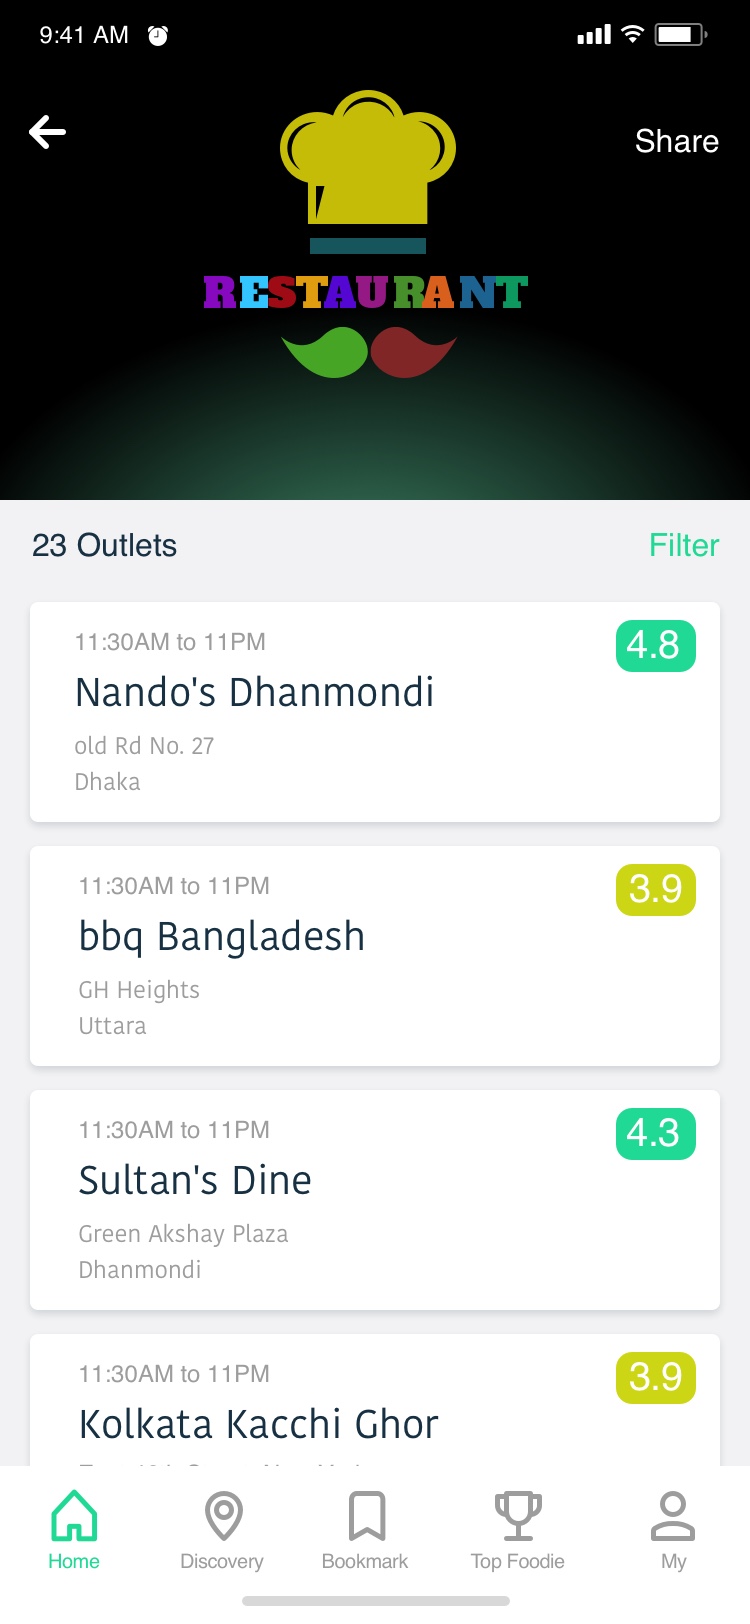 9:41 AM
Share
RESTAURANT
23 Outlets
Filter
11:30AM to 11PM
4.8
Nando's Dhanmondi
old Rd No. 27
Dhaka
11:30AM to 11PM
3.9
bbq Bangladesh
GH Heights
Uttara
11:30AM to 11PM
4.3
Sultan's Dine
Green Akshay Plaza
Dhanmondi
11:30AM to 11PM
3.9
Kolkata Kacchi Ghor
Home
Discovery
Bookmark
Top Foodie
My